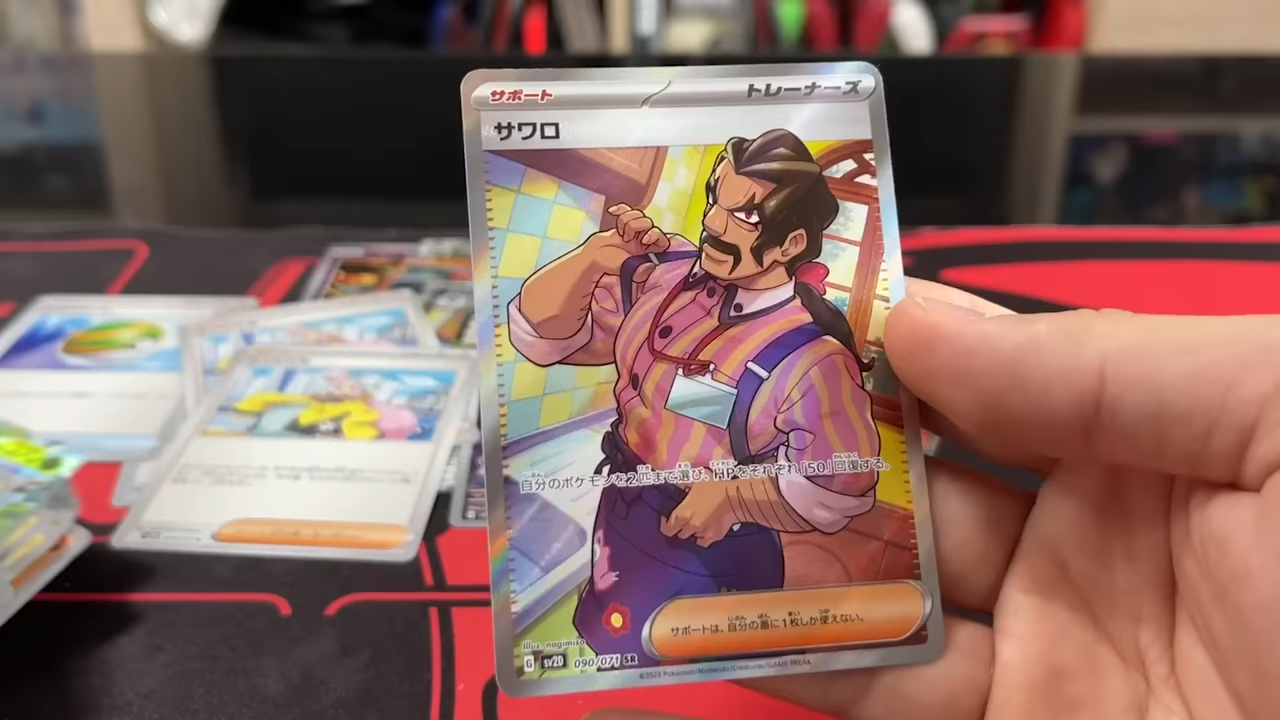 サポート
トレーナーズ
サワロ
自分のポケモンを2匹まで選び、HPをそれぞれ「50」回復する。
サポートは、自分の番に1枚しか使えない。
Illus. nagimiso
G sv2D 090/071 SR
©2023 Pokémon/Nintendo/Creatures/GAME FREAK